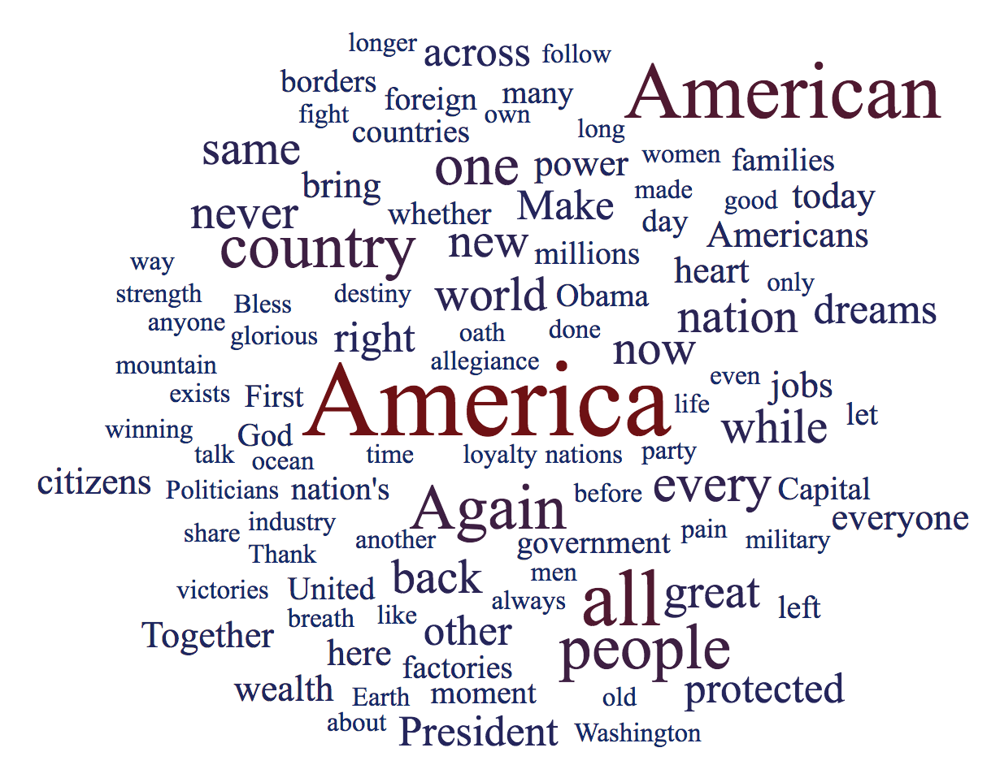 longer across follow
American
borders foreign many
fight own
countries long
same one power women families
bring made good today
never whether Make day
country new millions Americans
way heart only
strength Bless destiny world Obama nation dreams
anyone glorious right oath done now
mountain allegiance
exists First America life even jobs
winning God while let
talk ocean time loyalty nations party
citizens Politicians nation's Again before every Capital
share industry another government pain military everyone
Thank
victories United back men all great left
breath like always
Together here other people
factories
wealth Earth moment old protected
about President Washington